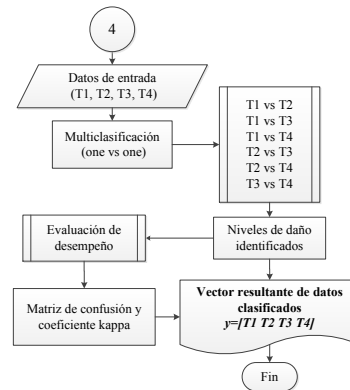 4
Datos de entrada
(T1, T2, T3, T4)
Multiclasificación
(one vs one)
T1 vs T2
T1 vs T3
T1 vs T4
T2 vs T3
T2 vs T4
T3 vs T4
Niveles de daño
identificados
Evaluación de
desempeño
Matriz de confusión y
coeficiente kappa
Vector resultante de datos
clasificados
y=[T1 T2 T3 T4]
Fin